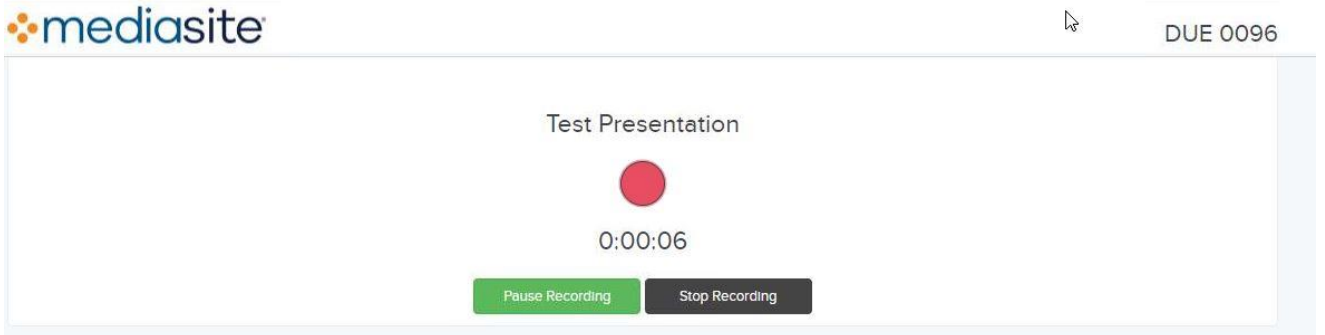 mediasite
DUE 0096
Test Presentation
0:00:06
Pause Recording
Stop Recording